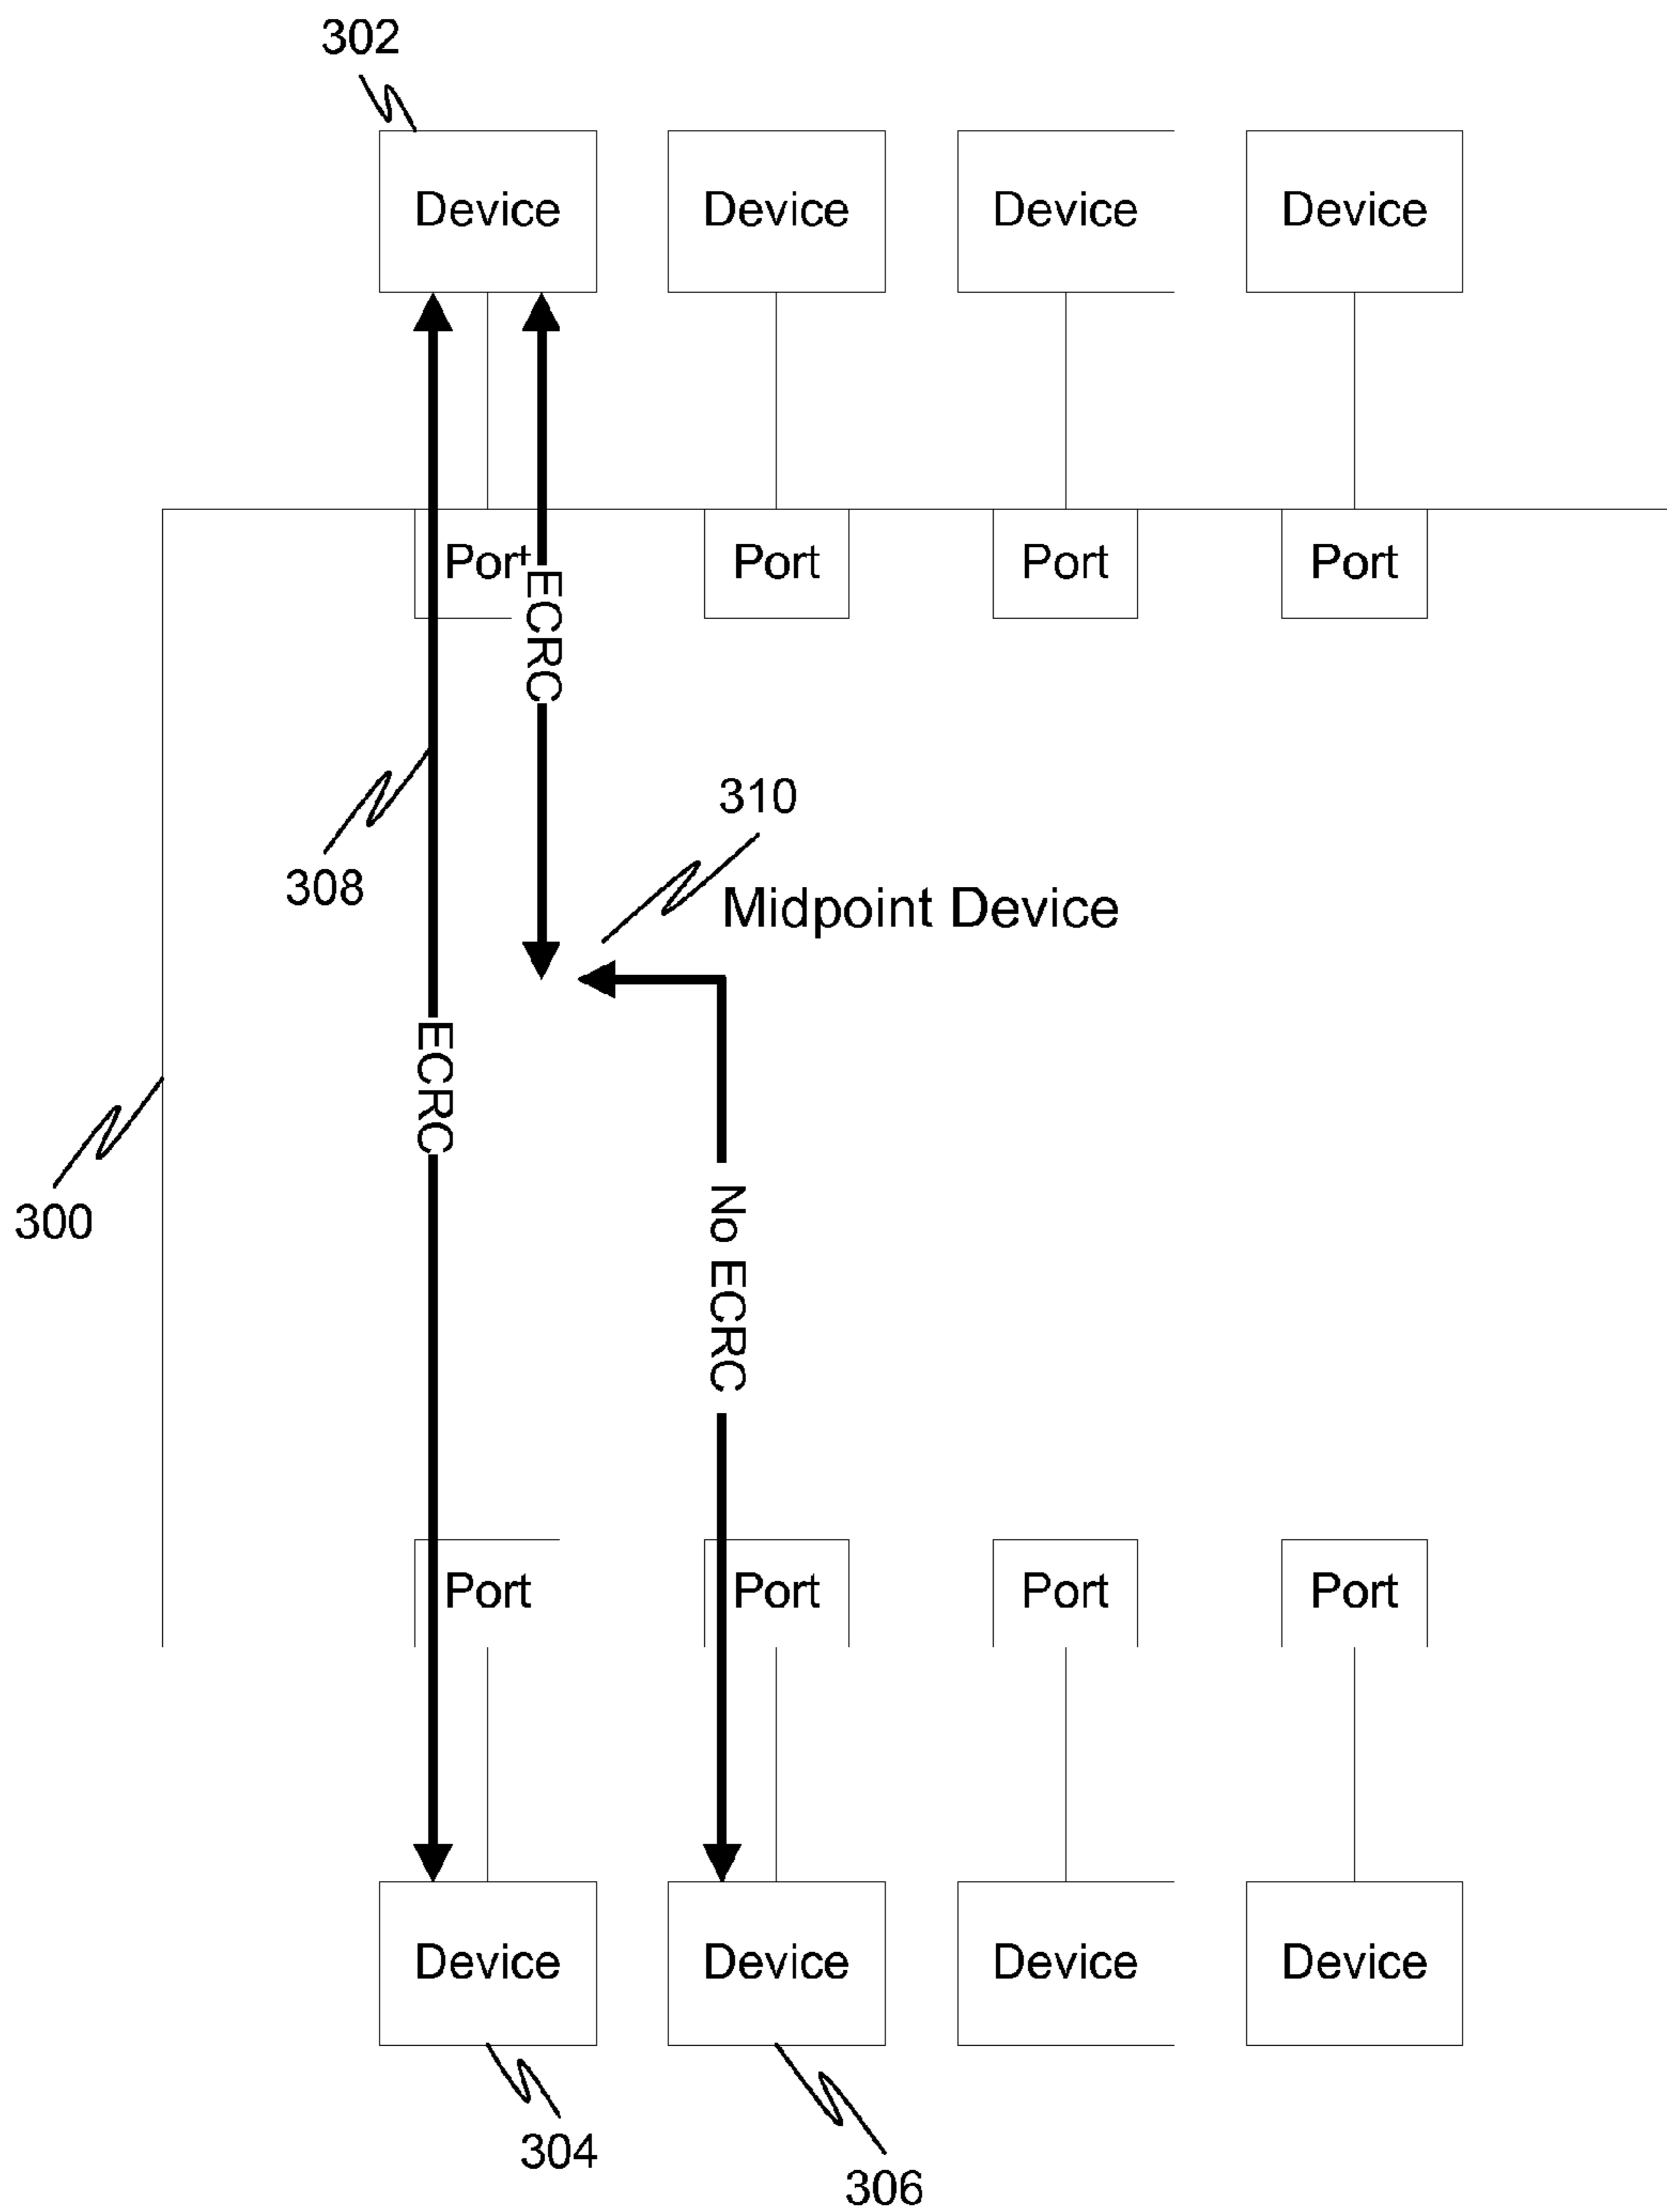 302
Device Device Device Device
Port Port Port Port
ECRC
310
308
Midpoint Device
ECRC
300
No ECRC
Port Port Port Port
Device Device Device Device
304
306